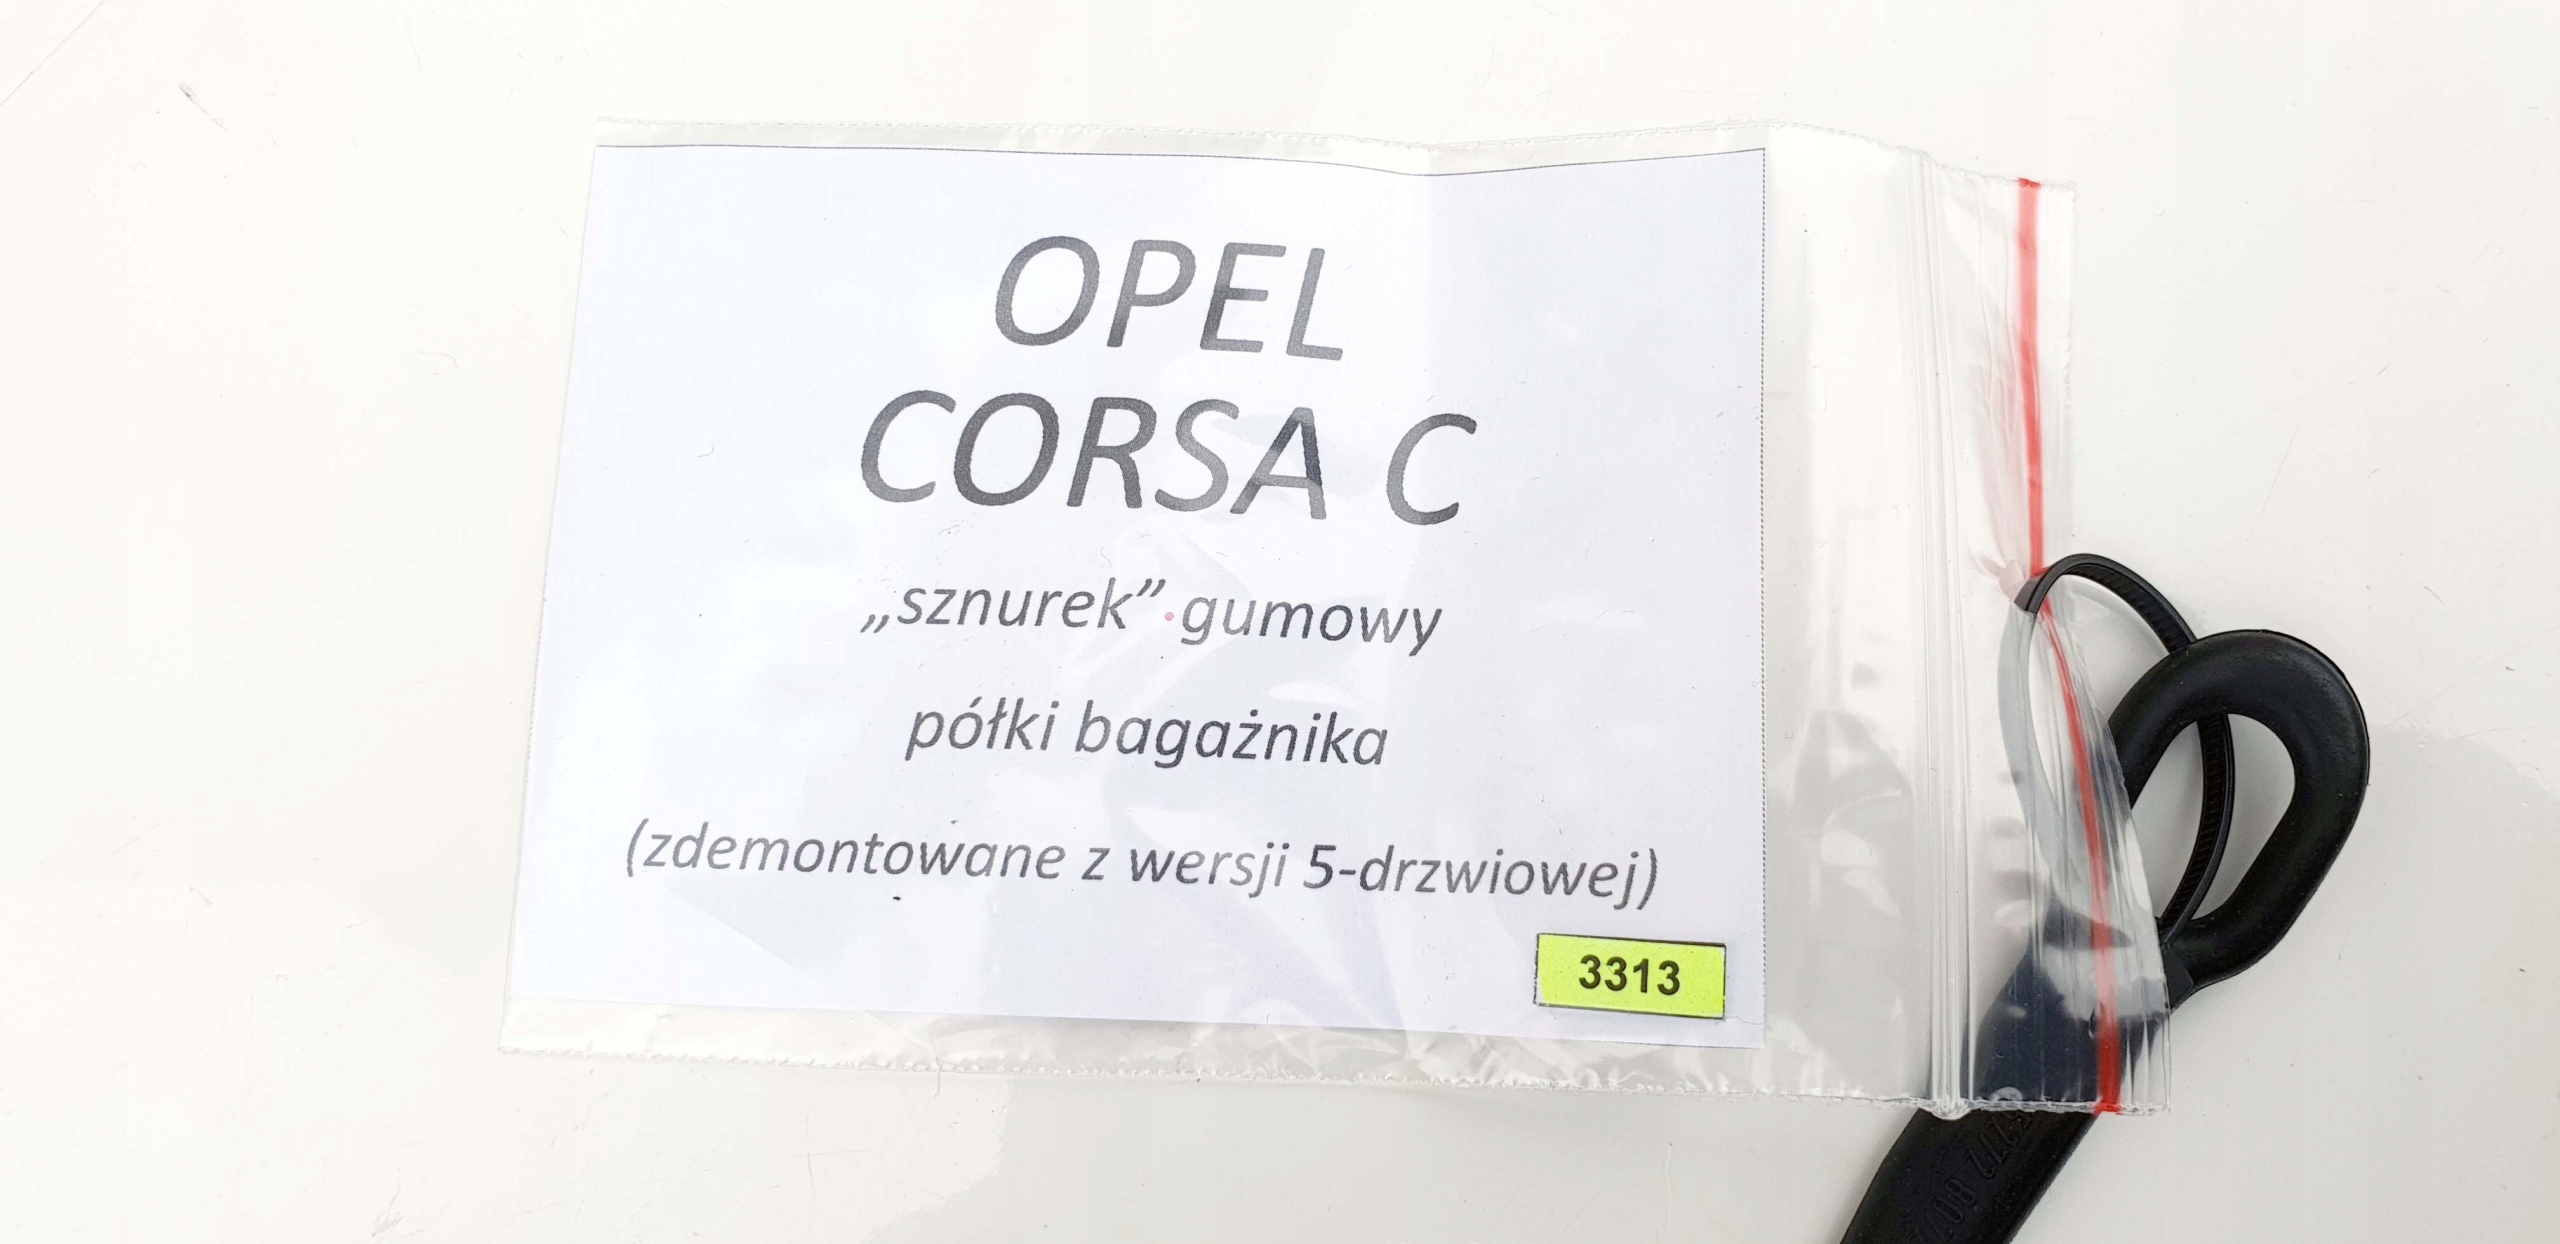 OPEL
CORSA C
„sznurek” gumowy
półki bagażnika
(zdemontowane z wersji 5-drzwiowej)
3313